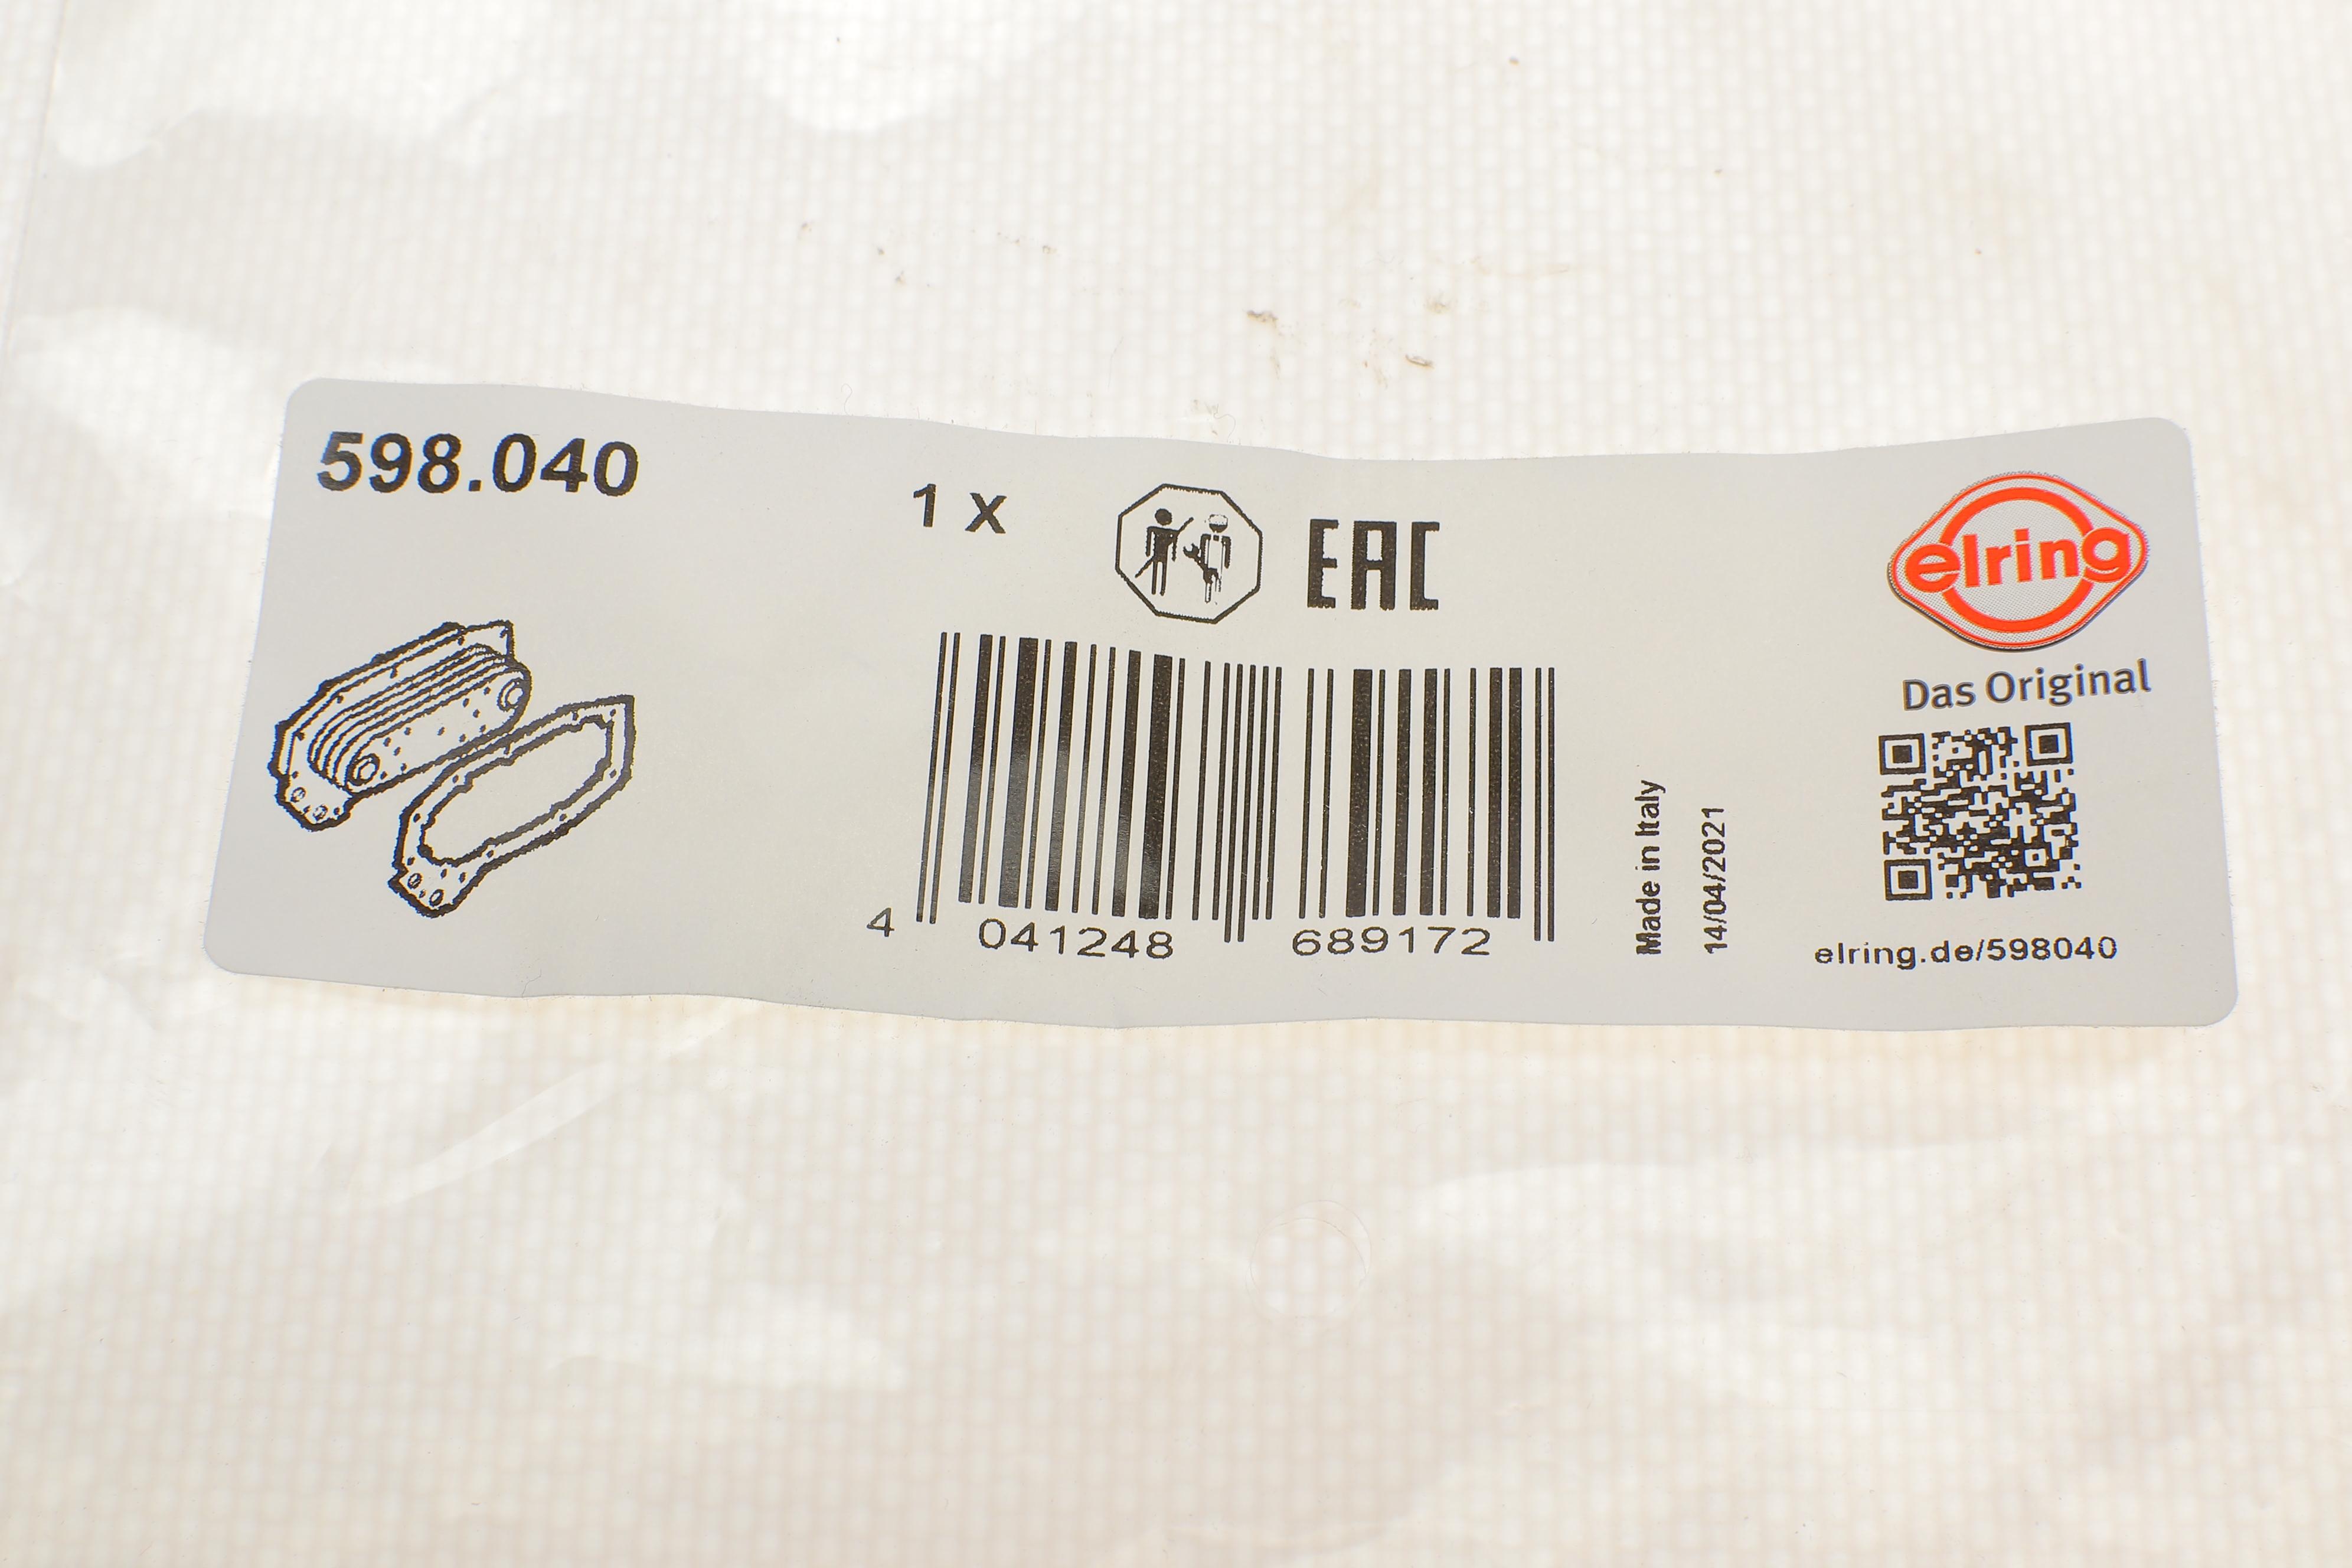 598.040
1 X
EAC
elring
Das Original
4 041248 689172
Made in Italy
14/04/2021
elring.de/598040